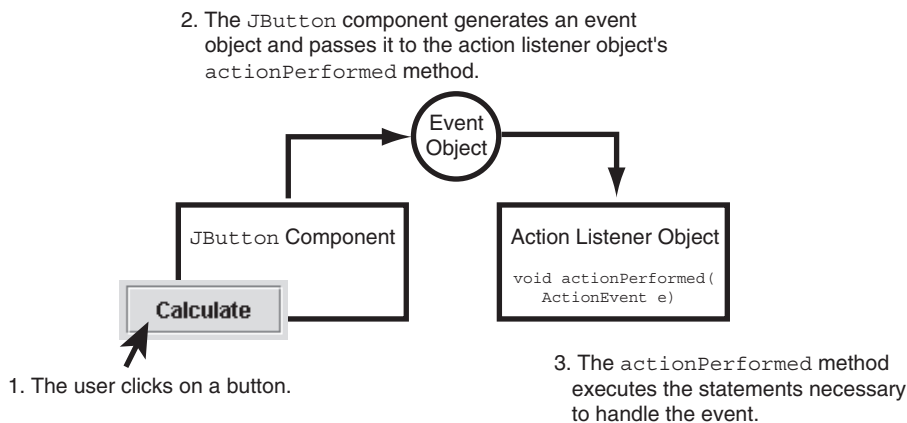 2. The JButton component generates an event
object and passes it to the action listener object's
actionPerformed method.
Event
Object
JButton Component
Action Listener Object
void actionPerformed(
ActionEvent e)
Calculate
1. The user clicks on a button.
3. The actionPerformed method
executes the statements necessary
to handle the event.